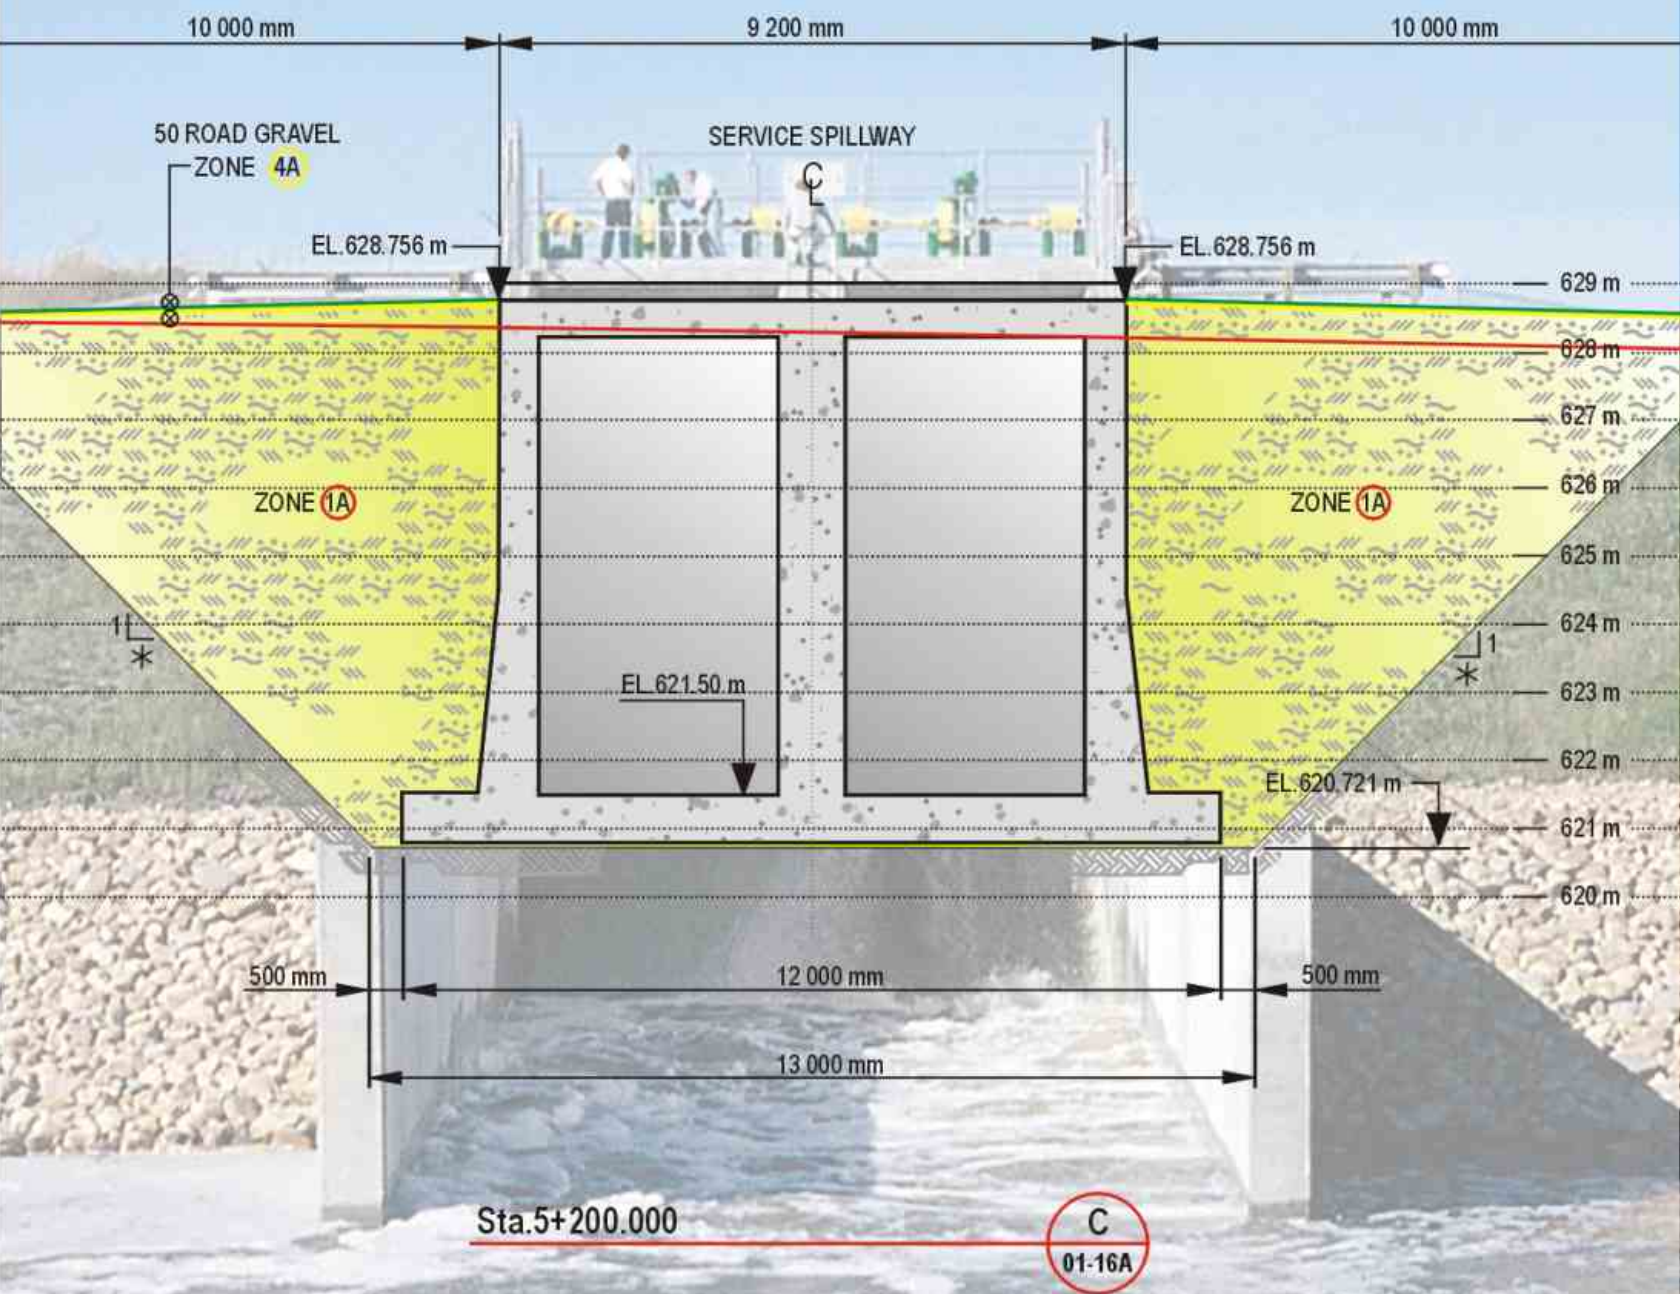 10 000 mm
9 200 mm
10 000 mm
50 ROAD GRAVEL
ZONE 4A
SERVICE SPILLWAY
CL
EL.628.756 m
EL.628.756 m
629 m
628 m
627 m
626 m
ZONE 1A
ZONE 1A
625 m
624 m
1
*
1
*
EL.621.50 m
623 m
622 m
EL.620.721 m
621 m
620 m
500 mm
12 000 mm
500 mm
13 000 mm
Sta.5+200.000
C
01-16A